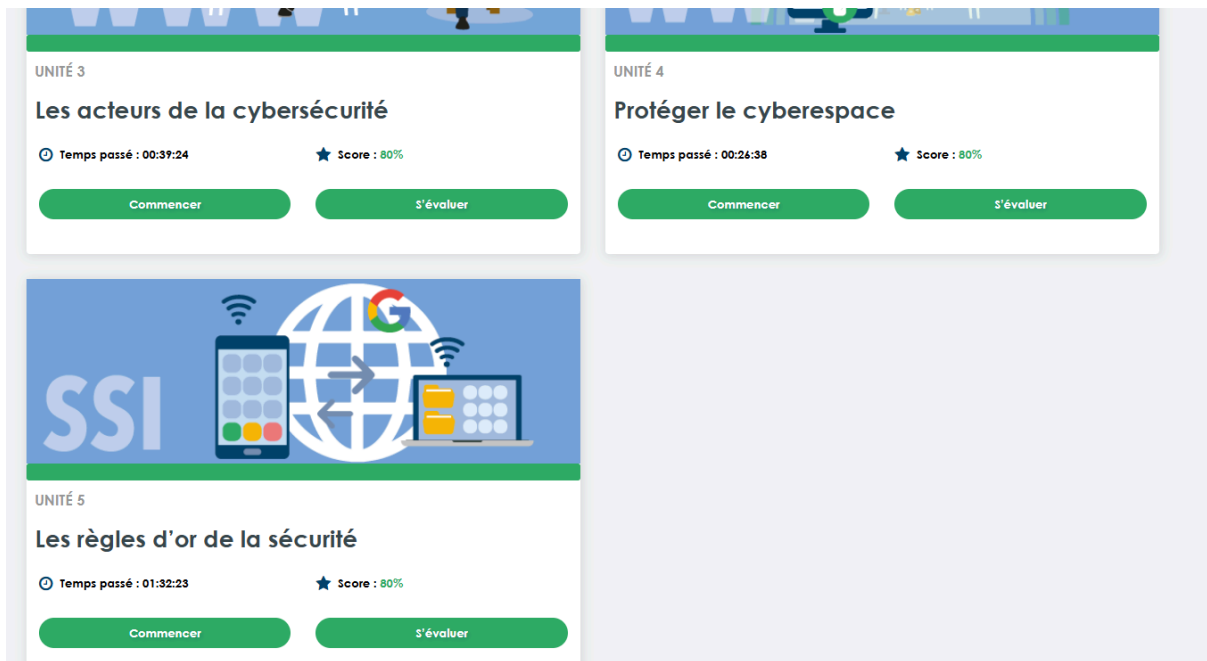 UNITÉ 3
Les acteurs de la cybersécurité
Temps passé : 00:39:24
Score : 80%
Commencer
S'évaluer
UNITÉ 4
Protéger le cyberespace
Temps passé : 00:26:38
Score : 80%
Commencer
S'évaluer
SSI
UNITÉ 5
Les règles d’or de la sécurité
Temps passé : 01:32:23
Score : 80%
Commencer
S'évaluer